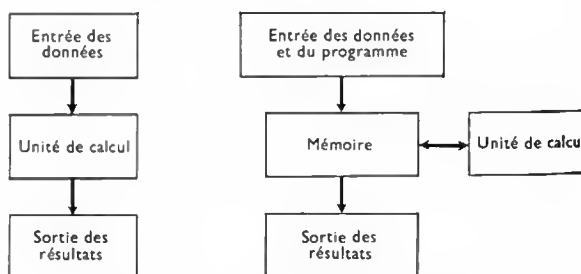 Entrée des
données
Unité de calcul
Sortie des
résultats
Entrée des données
et du programme
Mémoire
Unité de calcu
Sortie des
résultats